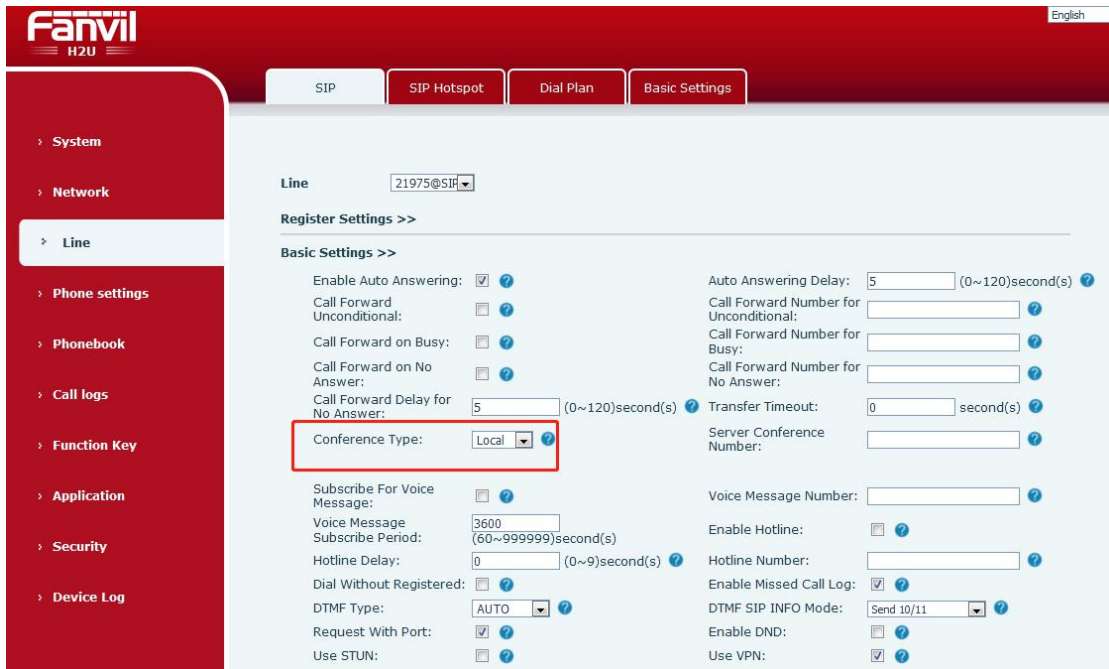 English
Fanvil
H2U
SIP
SIP Hotspot
Dial Plan
Basic Settings
› System
› Network
› Line
› Phone settings
› Phonebook
› Call logs
› Function Key
› Application
› Security
› Device Log
Line 21975@SIP
Register Settings >>
Basic Settings >>
Enable Auto Answering: ? Auto Answering Delay: 5 (0~120)second(s) ?
Call Forward
Unconditional: ? Call Forward Number for
Unconditional: ?
Call Forward on Busy: ? Call Forward Number for
Busy: ?
Call Forward on No
Answer: ? Call Forward Number for
No Answer: ?
Call Forward Delay for
No Answer: 5 (0~120)second(s) ? Transfer Timeout: 0 second(s) ?
Conference Type: Local ? Server Conference
Number: ?
Subscribe For Voice
Message: ? Voice Message Number: ?
Voice Message
Subscribe Period: 3600
(60~999999)second(s) Enable Hotline: ?
Hotline Delay: 0 (0~9)second(s) ? Hotline Number: ?
Dial Without Registered: ? Enable Missed Call Log: ?
DTMF Type: AUTO ? DTMF SIP INFO Mode: Send 10/11 ?
Request With Port: ? Enable DND: ?
Use STUN: ? Use VPN: ?